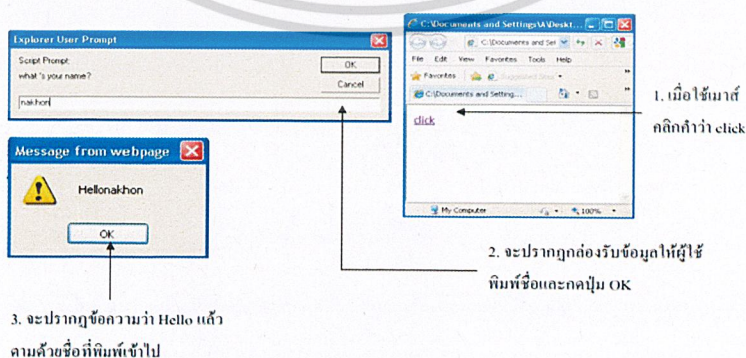 Explorer User Prompt
Script Prompt:
what 's your name?
OK
Cancel
nakhon
C:\Documents and Settings\A\Deskt...
C:\Documents and Set
File Edit View Favorites Tools Help
Favorites
C:\Documents and Setting...
click
My Computer
100%
1. เมื่อใช้เมาส์
คลิกคำว่า click
Message from webpage
Hellonakhon
OK
2. จะปรากฏกล่องรับข้อมูลให้ผู้ใช้
พิมพ์ชื่อและกดปุ่ม OK
3. จะปรากฏข้อความว่า Hello แล้ว
ตามด้วยชื่อที่พิมพ์เข้าไป